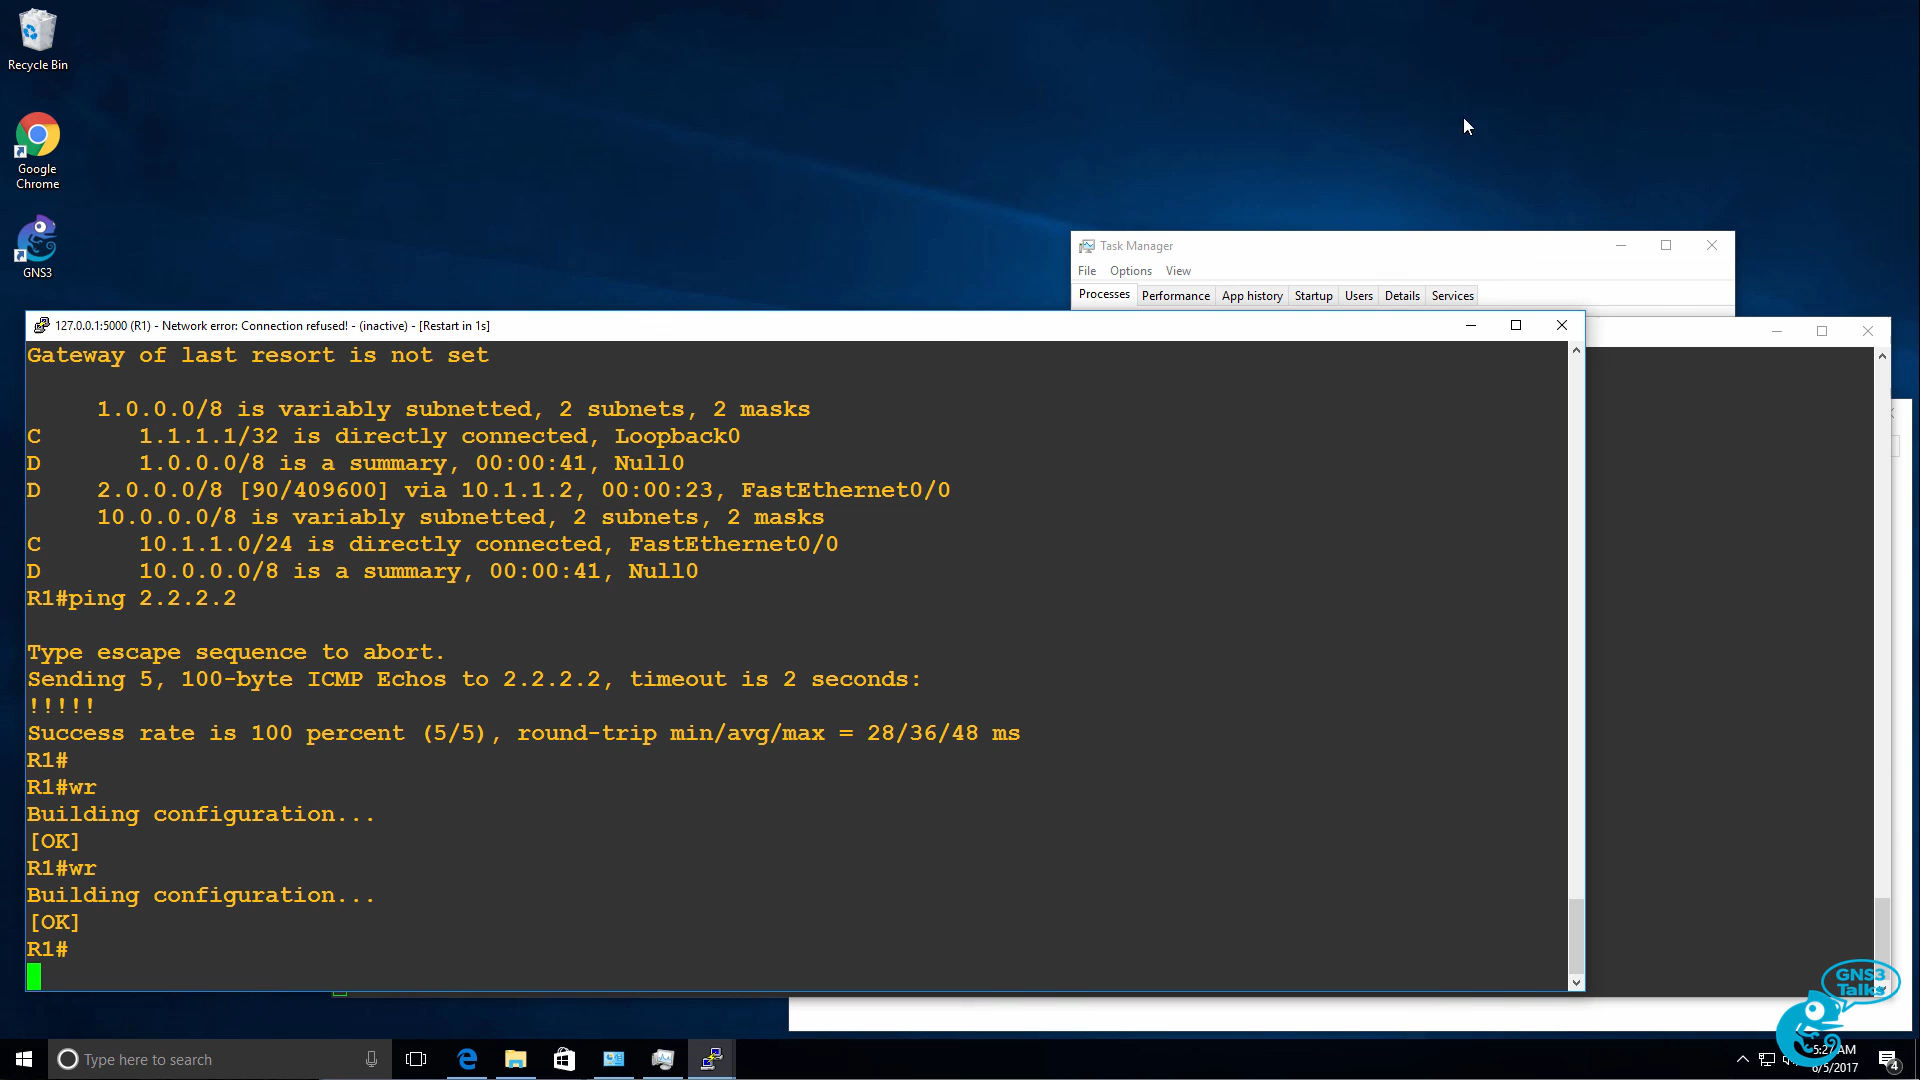 Recycle Bin
Google
Chrome
GNS3
Task Manager
File Options View
Processes Performance App history Startup Users Details Services
127.0.0.1:5000 (R1) - Network error: Connection refused! - (inactive) - [Restart in 1s]
Gateway of last resort is not set
1.0.0.0/8 is variably subnetted, 2 subnets, 2 masks
C 1.1.1.1/32 is directly connected, Loopback0
D 1.0.0.0/8 is a summary, 00:00:41, Null0
D 2.0.0.0/8 [90/409600] via 10.1.1.2, 00:00:23, FastEthernet0/0
10.0.0.0/8 is variably subnetted, 2 subnets, 2 masks
C 10.1.1.0/24 is directly connected, FastEthernet0/0
D 10.0.0.0/8 is a summary, 00:00:41, Null0
R1#ping 2.2.2.2
Type escape sequence to abort.
Sending 5, 100-byte ICMP Echos to 2.2.2.2, timeout is 2 seconds:
!!!!!
Success rate is 100 percent (5/5), round-trip min/avg/max = 28/36/48 ms
R1#
R1#wr
Building configuration...
[OK]
R1#wr
Building configuration...
[OK]
R1#
GNS3
Talks
Type here to search
5:27 AM
6/5/2017
4